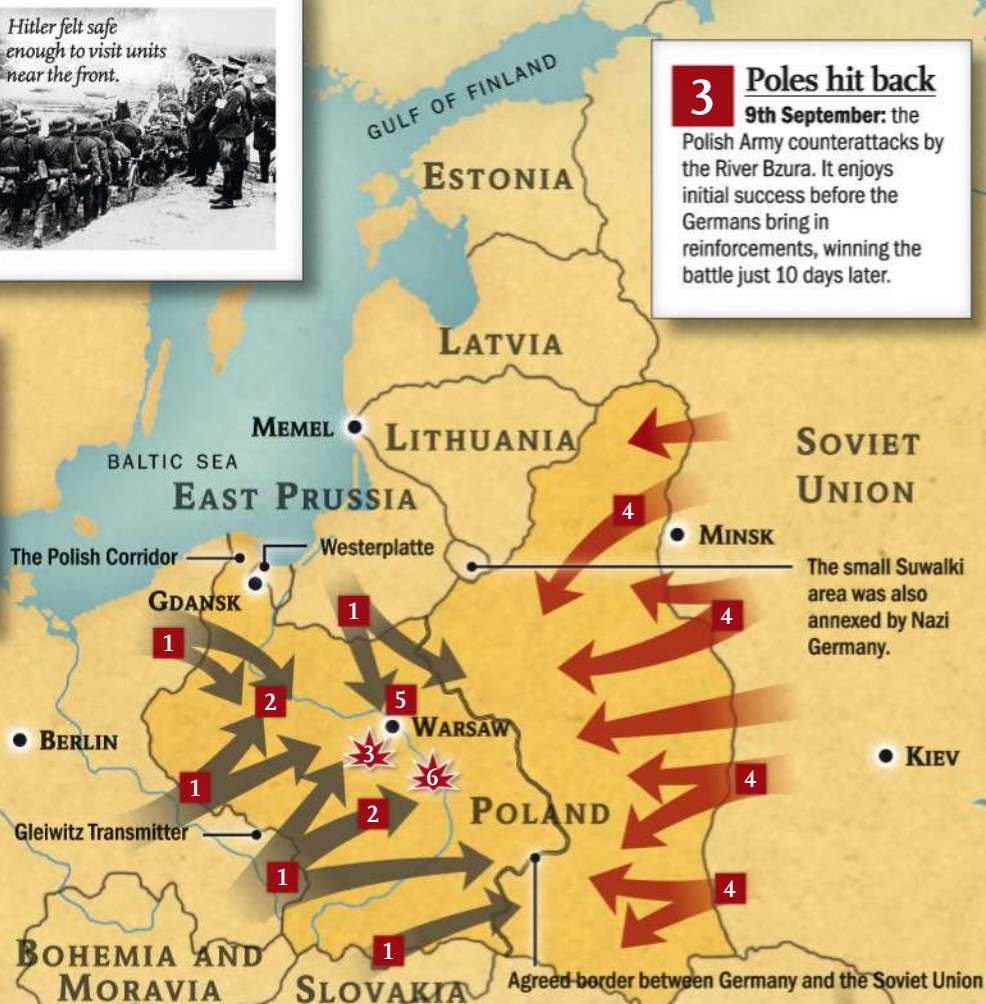 Hitler felt safe
enough to visit units
near the front.
3
Poles hit back
9th September: the
Polish Army counterattacks by
the River Bzura. It enjoys
initial success before the
Germans bring in
reinforcements, winning the
battle just 10 days later.
GULF OF FINLAND
ESTONIA
LATVIA
MEMEL
LITHUANIA
SOVIET
UNION
BALTIC SEA
EAST PRUSSIA
4
MINSK
The Polish Corridor
Westerplatte
The small Suwalki
area was also
annexed by Nazi
Germany.
GDANSK
1
1
4
2
5
WARSAW
BERLIN
3
6
KIEV
1
2
4
POLAND
Gleiwitz Transmitter
1
4
1
BOHEMIA AND
MORAVIA
SLOVAKIA
Agreed border between Germany and the Soviet Union